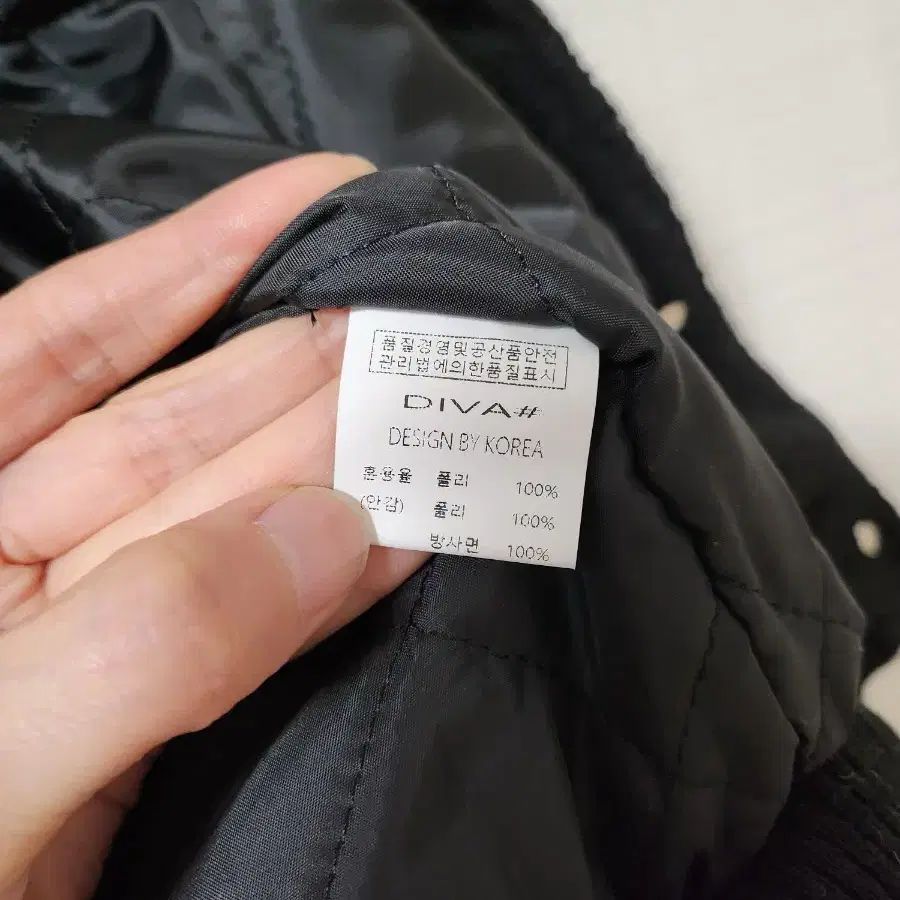 품질경영및공산품안전
관리법에의한품질표시
DIVA#
DESIGN BY KOREA
혼용율 폴리 100%
(안감) 폴리 100%
방사면 100%